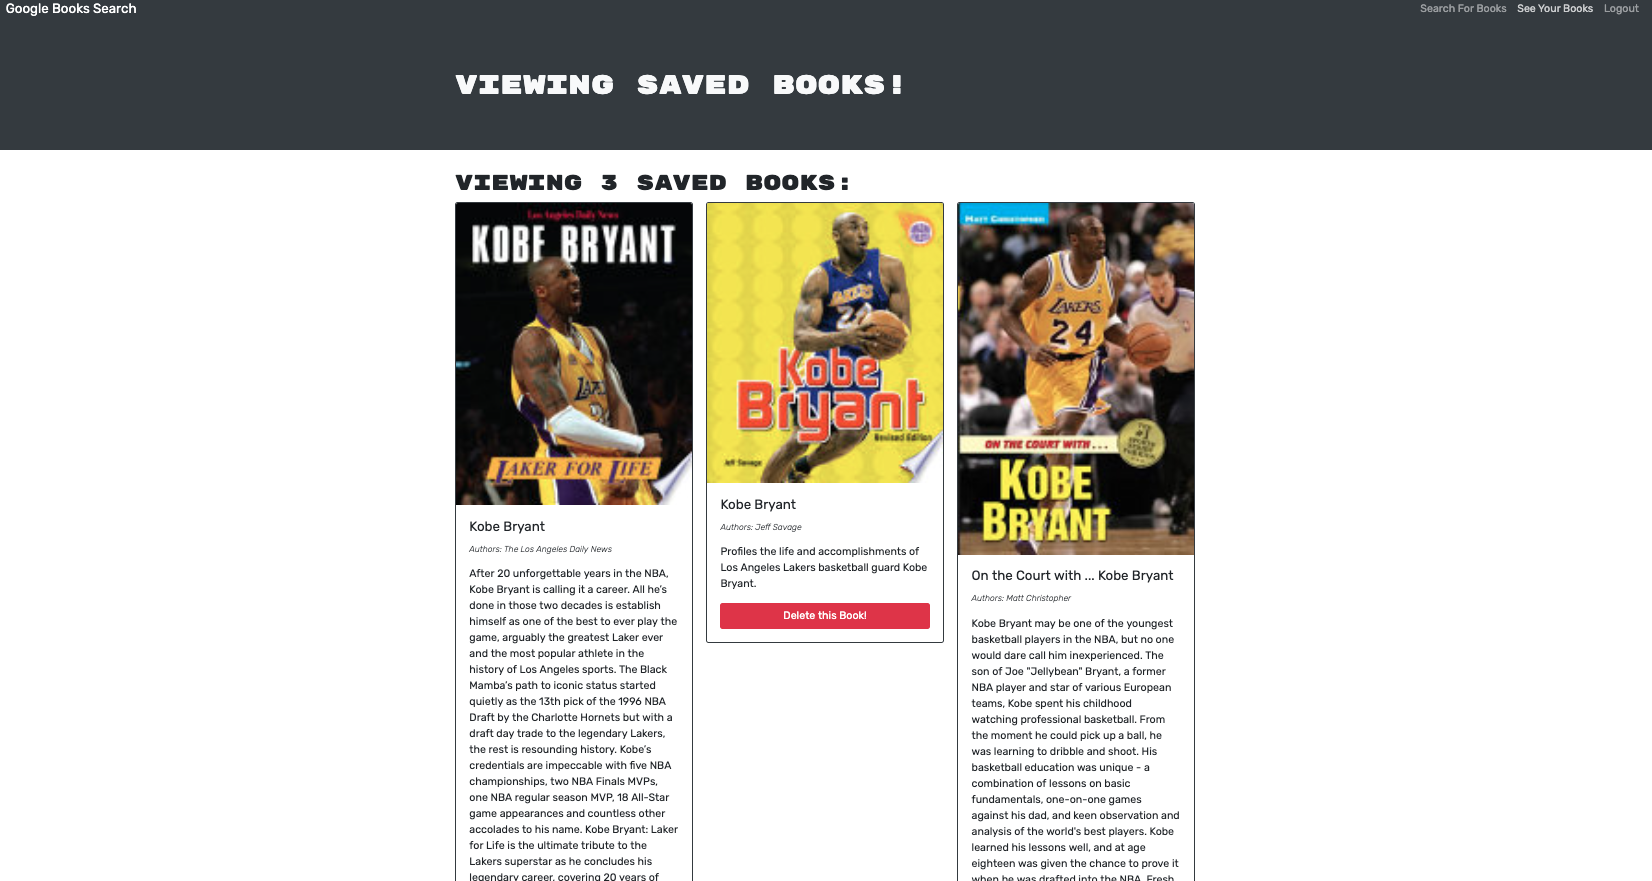 Google Books Search
Search For Books See Your Books Logout
VIEWING SAVED BOOKS!
VIEWING 3 SAVED BOOKS:
Los Angeles Daily News
KOBE BRYANT
LAKER FOR LIFE
Kobe Bryant
Authors: The Los Angeles Daily News
After 20 unforgettable years in the NBA,
Kobe Bryant is calling it a career. All he's
done in those two decades is establish
himself as one of the best to ever play the
game, arguably the greatest Laker ever
and the most popular athlete in the
history of Los Angeles sports. The Black
Mamba's path to iconic status started
quietly as the 13th pick of the 1996 NBA
Draft by the Charlotte Hornets but with a
draft day trade to the legendary Lakers,
the rest is resounding history. Kobe's
credentials are impeccable with five NBA
championships, two NBA Finals MVPs,
one NBA regular season MVP, 18 All-Star
game appearances and countless other
accolades to his name. Kobe Bryant: Laker
for Life is the ultimate tribute to the
Lakers superstar as he concludes his
legendary career, covering 20 years of
LAKERS
24
Kobe
Bryant
Revised Edition
Jeff Savage
Kobe Bryant
Authors: Jeff Savage
Profiles the life and accomplishments of
Los Angeles Lakers basketball guard Kobe
Bryant.
Delete this Book!
MATT CHRISTOPHER
LAKERS
24
ON THE COURT WITH...
KOBE
BRYANT
On the Court with ... Kobe Bryant
Authors: Matt Christopher
Kobe Bryant may be one of the youngest
basketball players in the NBA, but no one
would dare call him inexperienced. The
son of Joe "Jellybean" Bryant, a former
NBA player and star of various European
teams, Kobe spent his childhood
watching professional basketball. From
the moment he could pick up a ball, he
was learning to dribble and shoot. His
basketball education was unique - a
combination of lessons on basic
fundamentals, one-on-one games
against his dad, and keen observation and
analysis of the world's best players. Kobe
learned his lessons well, and at age
eighteen was given the chance to prove it
when he was drafted into the NBA. Fresh